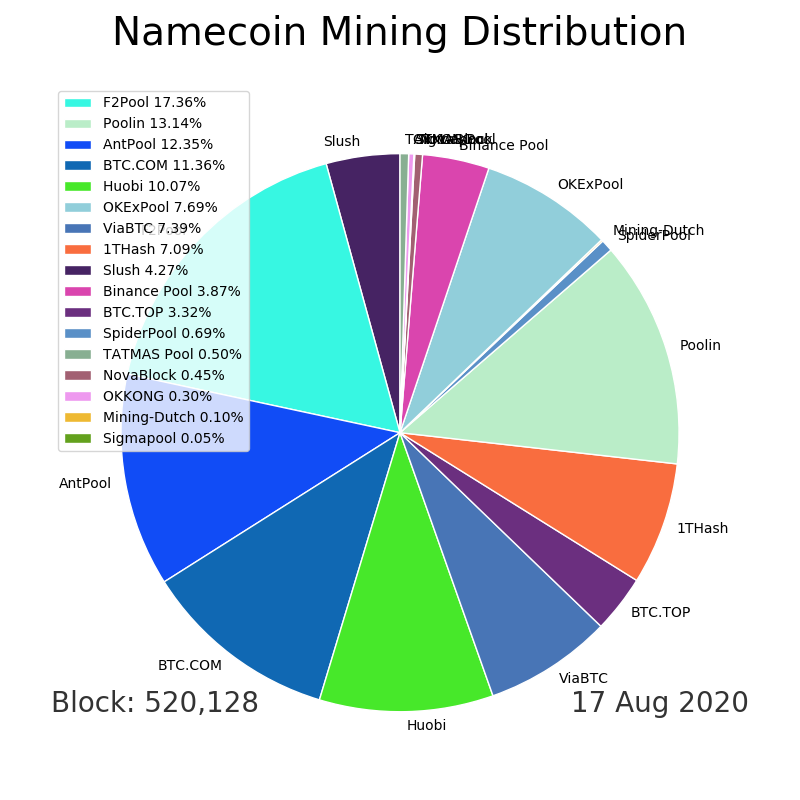 Namecoin Mining Distribution
F2Pool 17.36%
Poolin 13.14%
AntPool 12.35%
BTC.COM 11.36%
Huobi 10.07%
OKExPool 7.69%
ViaBTC 7.39%
1THash 7.09%
Slush 4.27%
Binance Pool 3.87%
BTC.TOP 3.32%
SpiderPool 0.69%
TATMAS Pool 0.50%
NovaBlock 0.45%
OKKONG 0.30%
Mining-Dutch 0.10%
Sigmapool 0.05%
Slush
Binance Pool
OKExPool
Mining-Dutch
SpiderPool
Poolin
AntPool
1THash
BTC.TOP
BTC.COM
ViaBTC
Huobi
Block: 520,128
17 Aug 2020